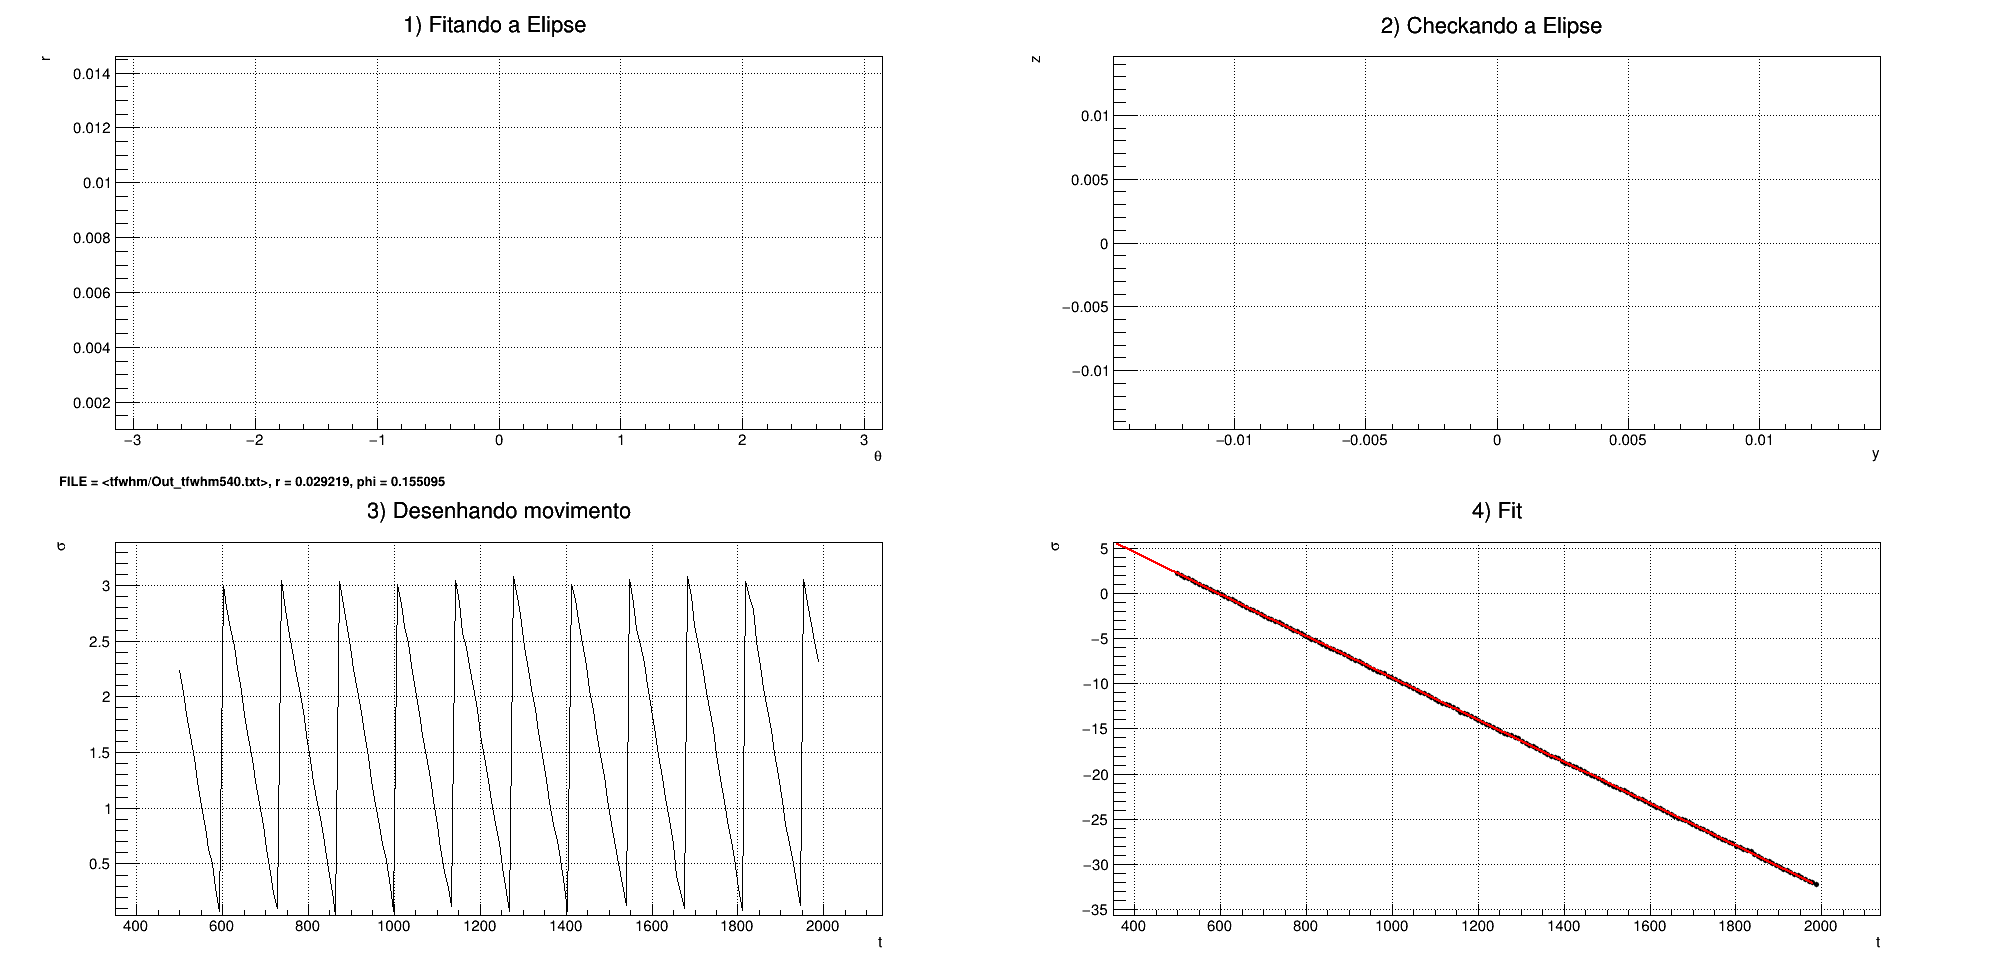 1) Fitando a Elipse
r
0.014
0.012
0.01
0.008
0.006
0.004
0.002
−3 −2 −1 0 1 2 3
θ
2) Checkando a Elipse
z
0.01
0.005
0
−0.005
−0.01
−0.01 −0.005 0 0.005 0.01
y
FILE = <tfwhm/Out_tfwhm540.txt>, r = 0.029219, phi = 0.155095
3) Desenhando movimento
σ
3
2.5
2
1.5
1
0.5
400 600 800 1000 1200 1400 1600 1800 2000
t
4) Fit
σ
5
0
−5
−10
−15
−20
−25
−30
−35
400 600 800 1000 1200 1400 1600 1800 2000
t